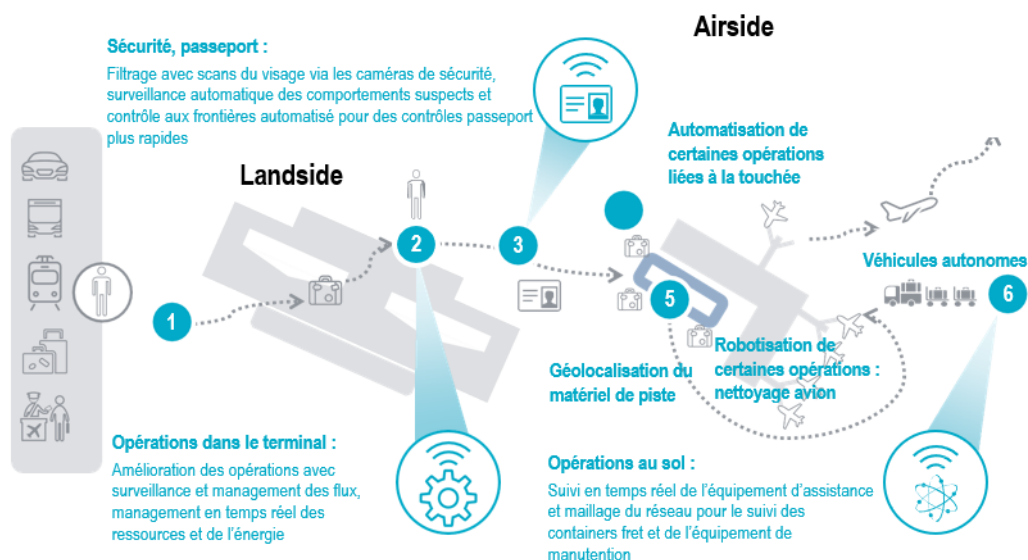 Airside
Sécurité, passeport :
Filtrage avec scans du visage via les caméras de sécurité,
surveillance automatique des comportements suspects et
contrôle aux frontières automatisé pour des contrôles passeport
plus rapides
Automatisation de
certaines opérations
liées à la touchée
Landside
2
3
Véhicules autonomes
1
5
6
Robotisation de
certaines opérations :
nettoyage avion
Géolocalisation du
matériel de piste
Opérations dans le terminal :
Amélioration des opérations avec
surveillance et management des flux,
management en temps réel des
ressources et de l'énergie
Opérations au sol :
Suivi en temps réel de l'équipement d'assistance
et maillage du réseau pour le suivi des
containers fret et de l'équipement de
manutention